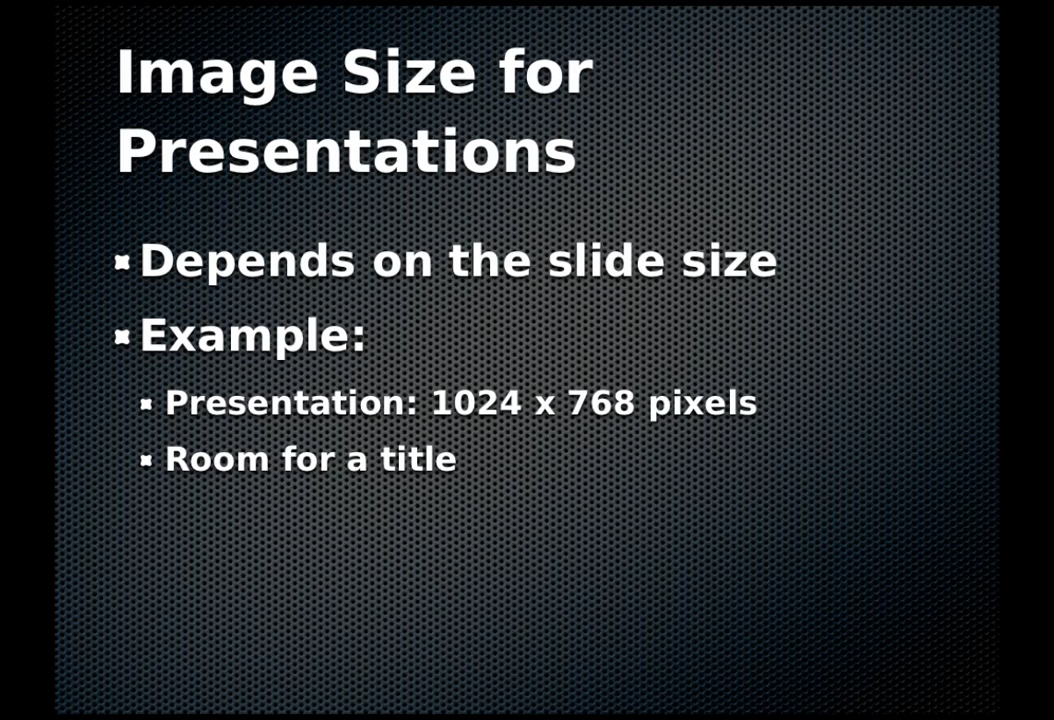 Image Size for
Presentations
Depends on the slide size
Example:
Presentation: 1024 x 768 pixels
Room for a title